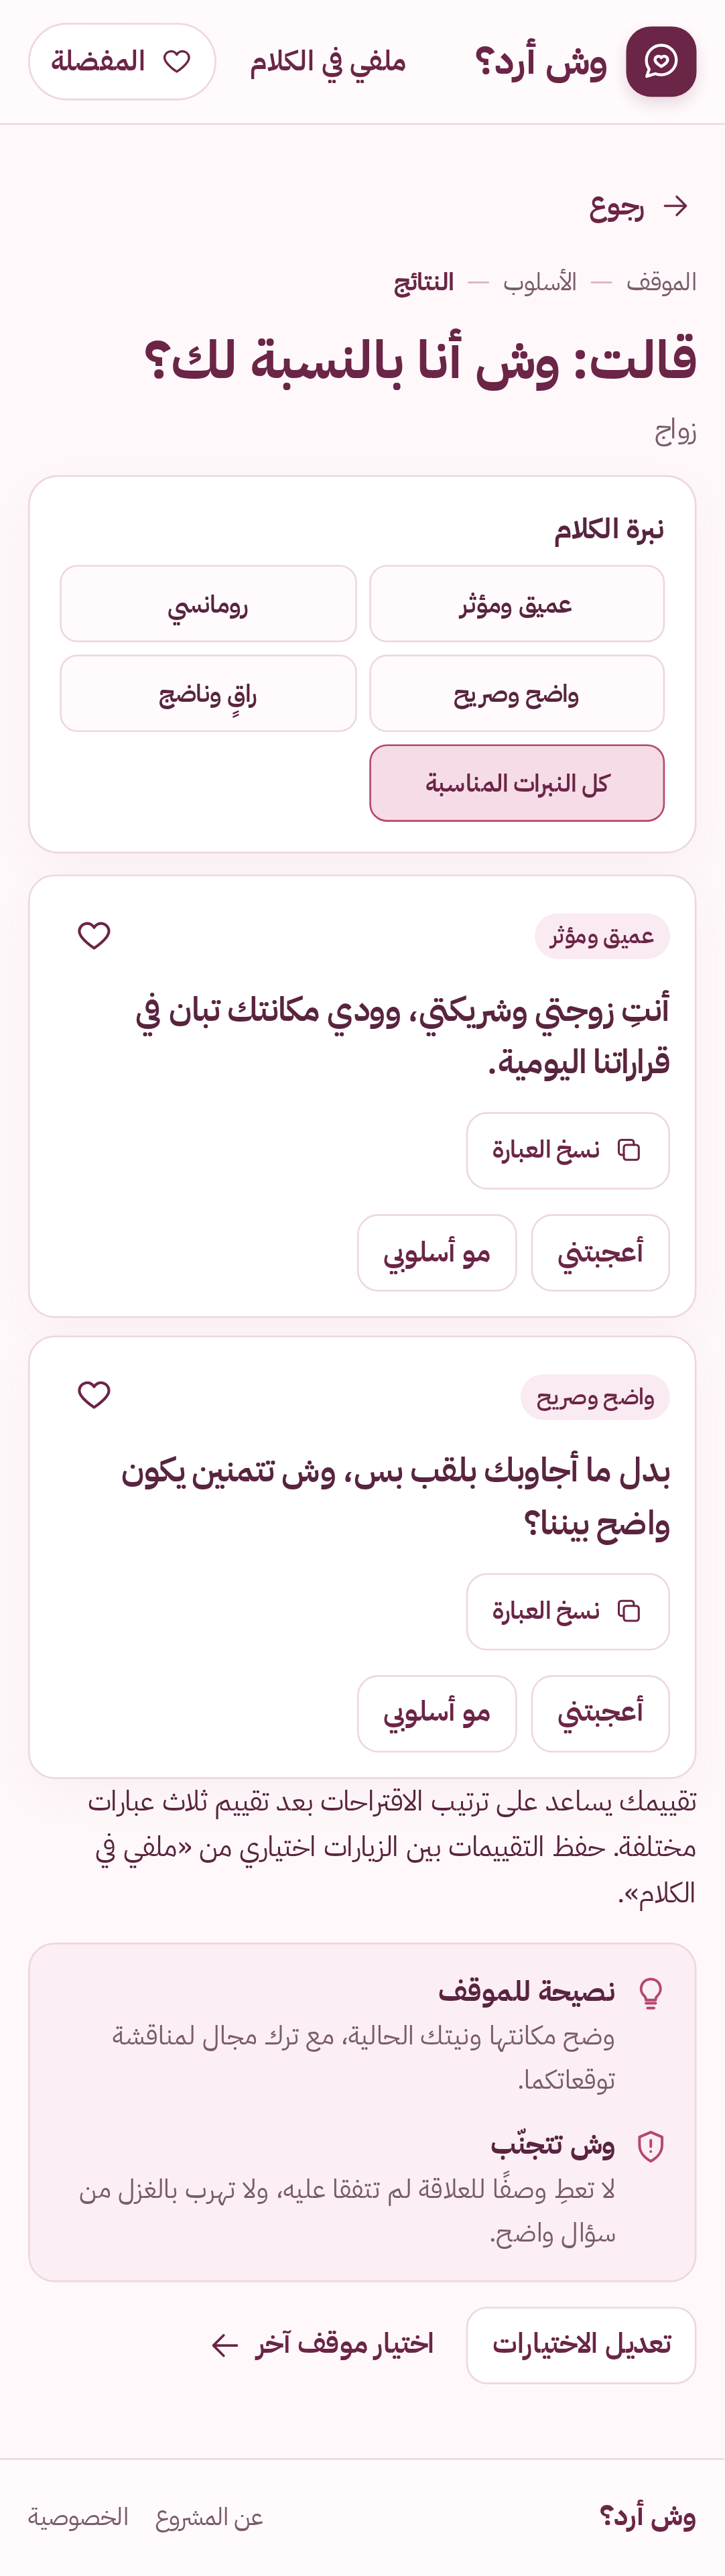 وش أرد؟
ملفي في الكلام
المفضلة
رجوع
الموقف — الأسلوب — النتائج
قالت: وش أنا بالنسبة لك؟
زواج
نبرة الكلام
عميق ومؤثر
رومانسي
واضح وصريح
راقٍ وناضج
كل النبرات المناسبة
عميق ومؤثر
أنتِ زوجتي وشريكتي، وودي مكانتك تبان في
قراراتنا اليومية.
نسخ العبارة
أعجبتني
مو أسلوبي
واضح وصريح
بدل ما أجاوبك بلقب بس، وش تتمنين يكون
واضح بيننا؟
نسخ العبارة
أعجبتني
مو أسلوبي
تقييمك يساعد على ترتيب الاقتراحات بعد تقييم ثلاث عبارات
مختلفة. حفظ التقييمات بين الزيارات اختياري من «ملفي في
الكلام».
نصيحة للموقف
وضح مكانتها ونيتك الحالية، مع ترك مجال لمناقشة
توقعاتكما.
وش تتجنّب
لا تعطِ وصفًا للعلاقة لم تتفقا عليه، ولا تهرب بالغزل من
سؤال واضح.
تعديل الاختيارات
اختيار موقف آخر
وش أرد؟
عن المشروع
الخصوصية